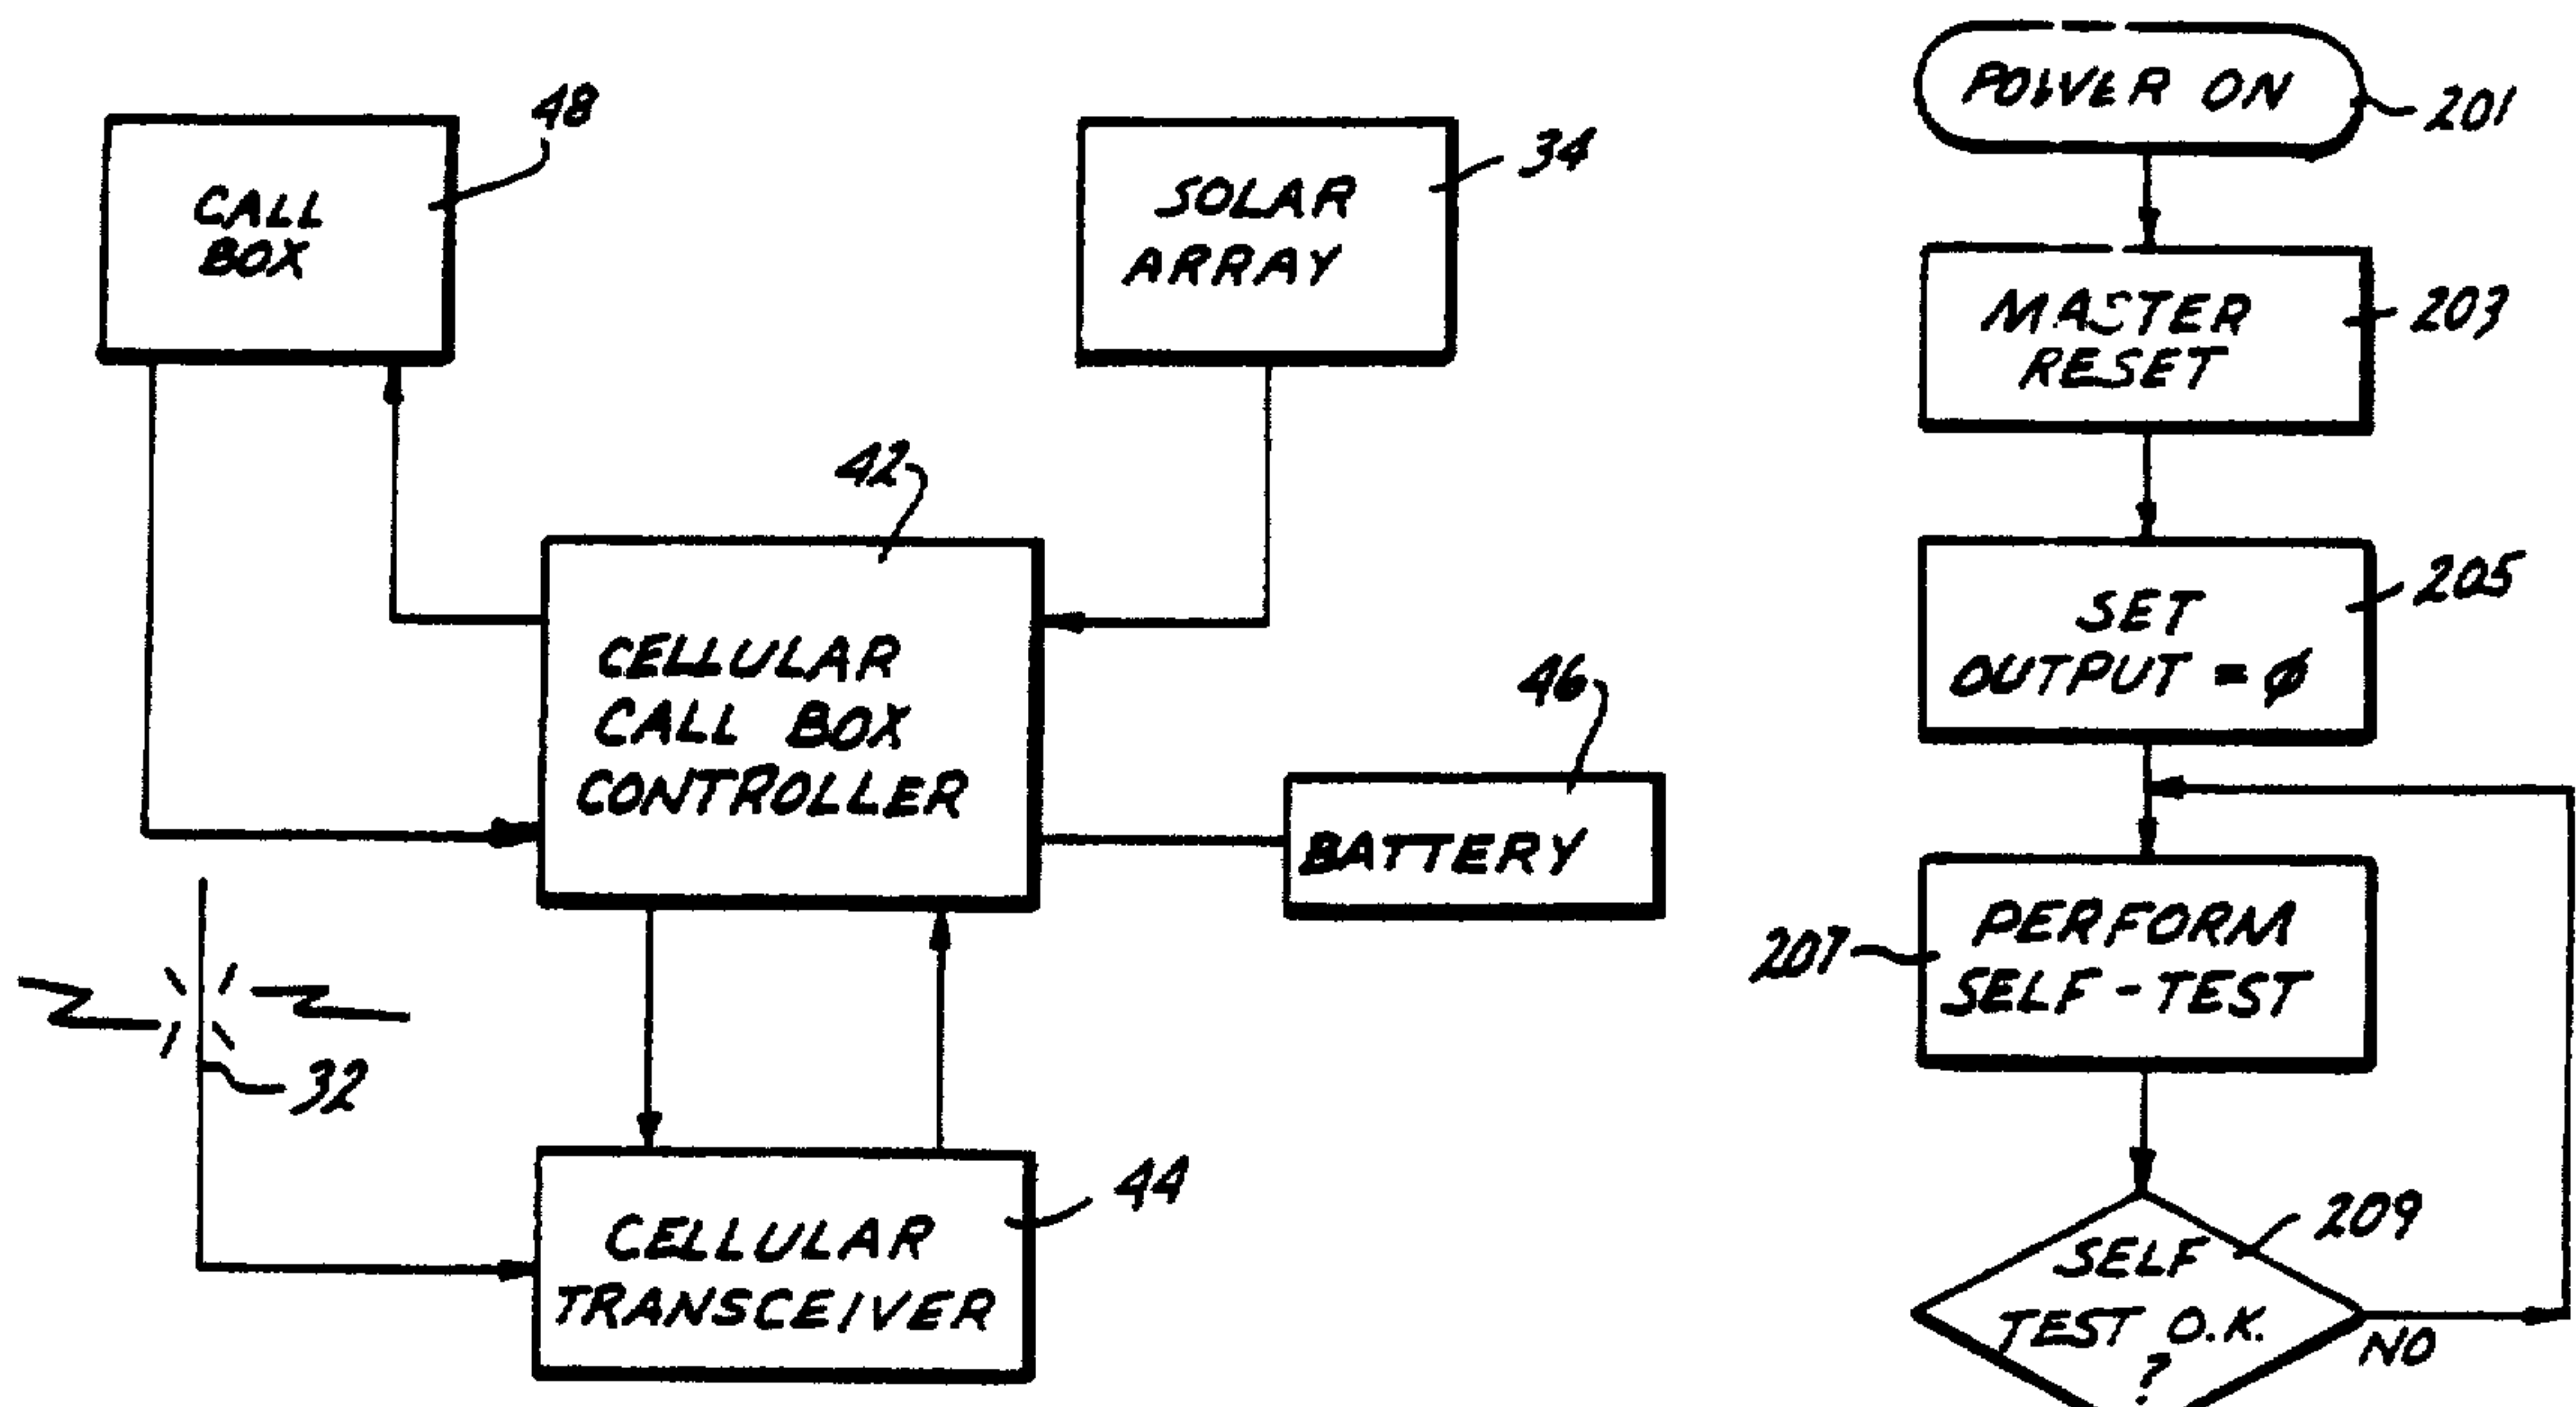 48
CALL
BOX
34
SOLAR
ARRAY
42
CELLULAR
CALL BOX
CONTROLLER
46
BATTERY
32
44
CELLULAR
TRANSCEIVER
POWER ON
201
MASTER
RESET
203
SET
OUTPUT = ϕ
205
PERFORM
SELF-TEST
207
SELF
TEST O.K.
?
209
NO